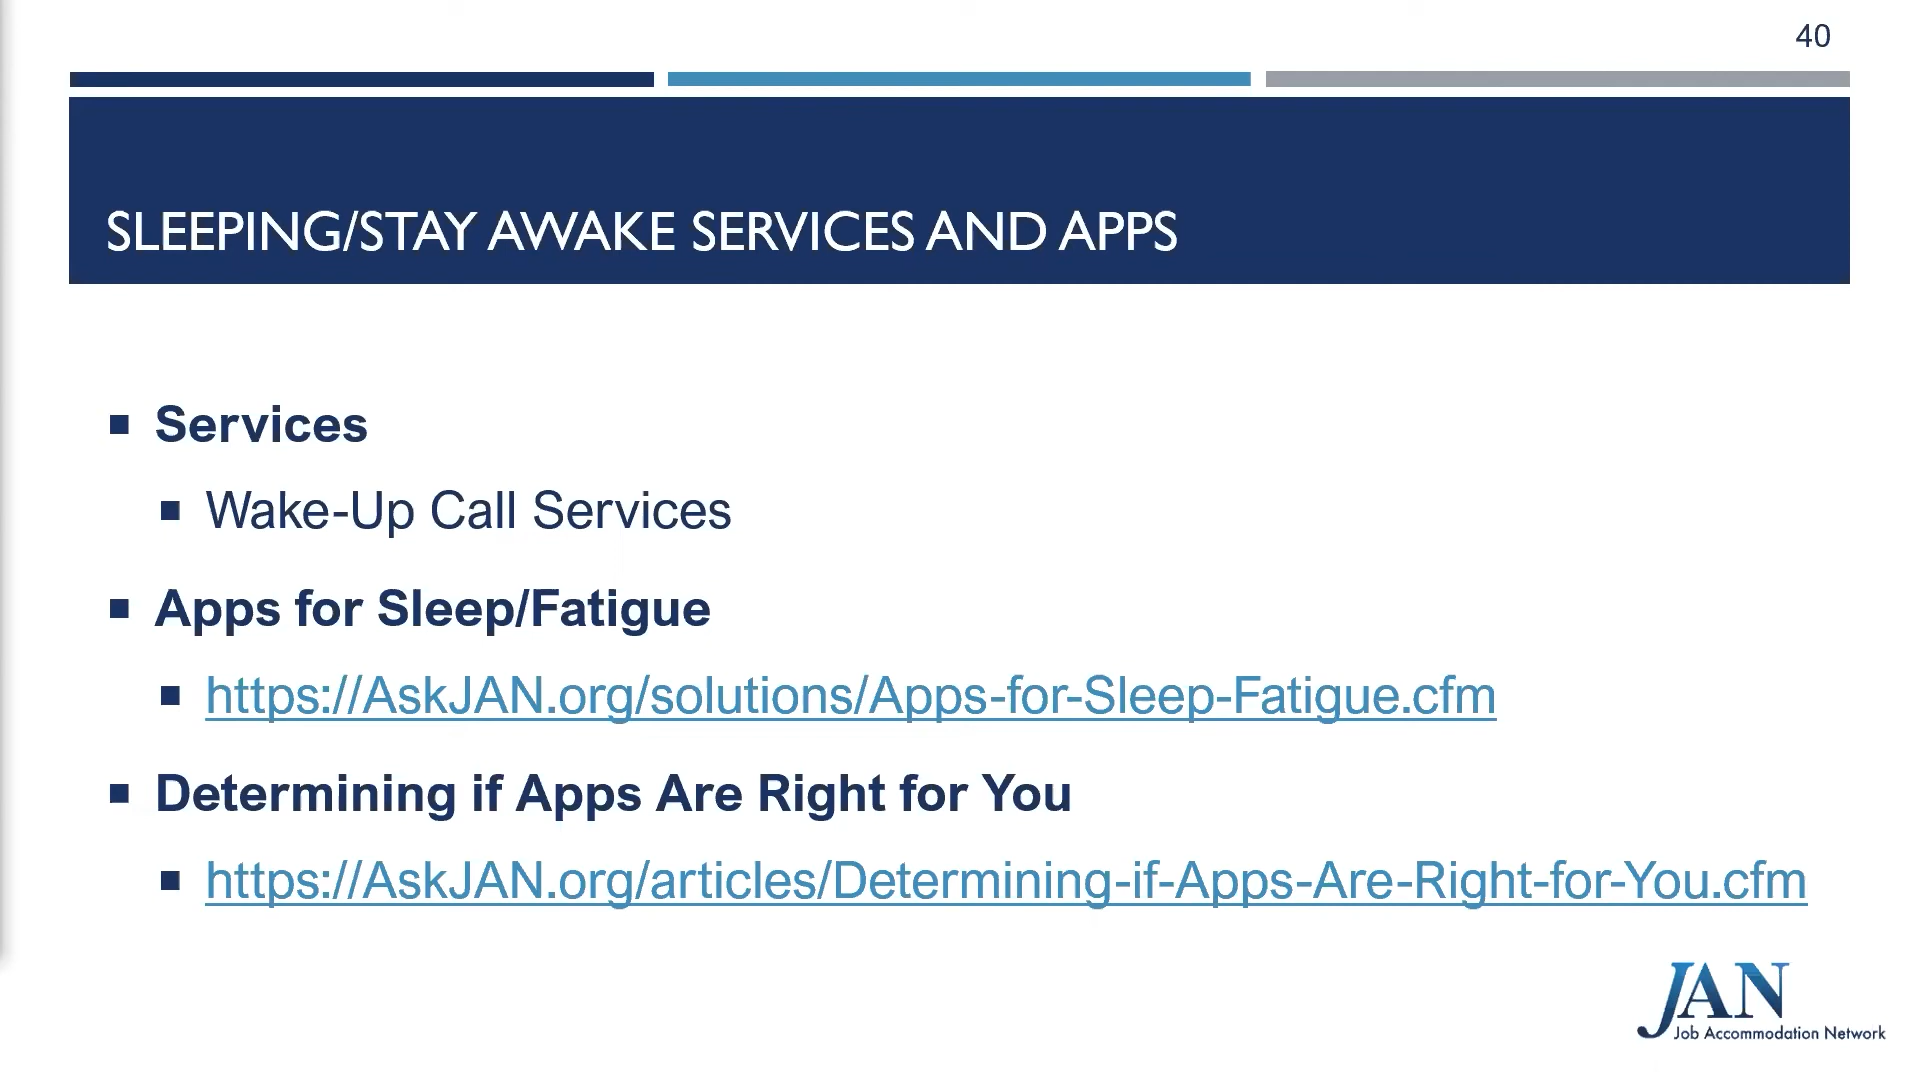 40
SLEEPING/STAY AWAKE SERVICES AND APPS
Services
Wake-Up Call Services
Apps for Sleep/Fatigue
https://AskJAN.org/solutions/Apps-for-Sleep-Fatigue.cfm
Determining if Apps Are Right for You
https://AskJAN.org/articles/Determining-if-Apps-Are-Right-for-You.cfm
JAN
Job Accommodation Network